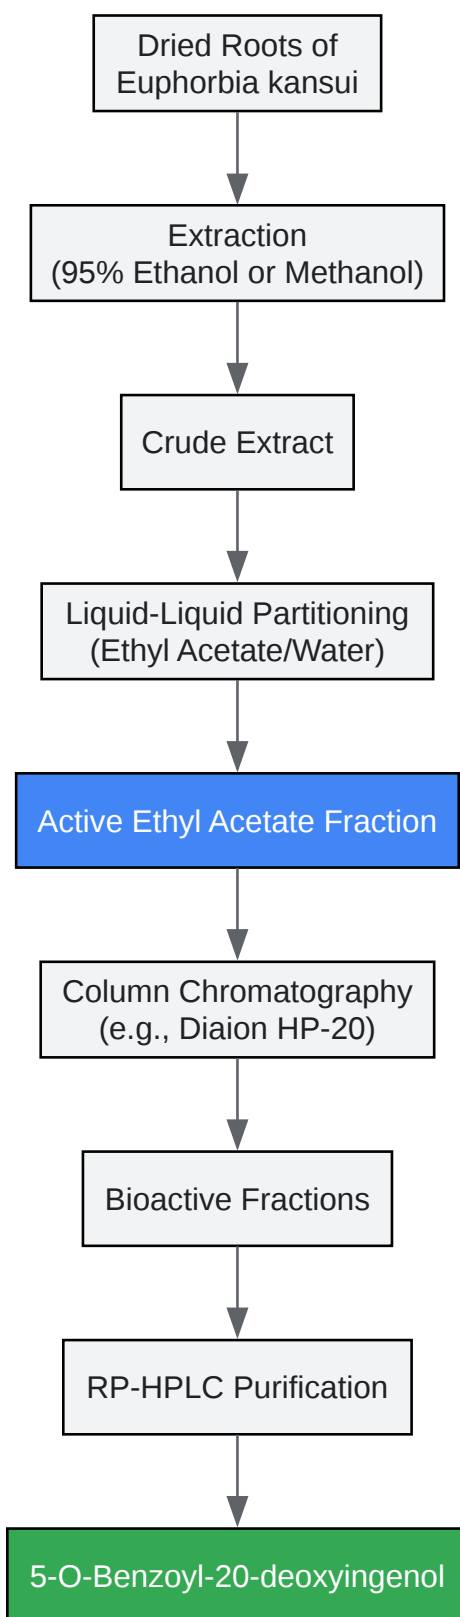 Dried Roots of
Euphorbia kansui
Extraction
(95% Ethanol or Methanol)
Crude Extract
Liquid-Liquid Partitioning
(Ethyl Acetate/Water)
Active Ethyl Acetate Fraction
Column Chromatography
(e.g., Diaion HP-20)
Bioactive Fractions
RP-HPLC Purification
5-O-Benzoyl-20-deoxyingenol